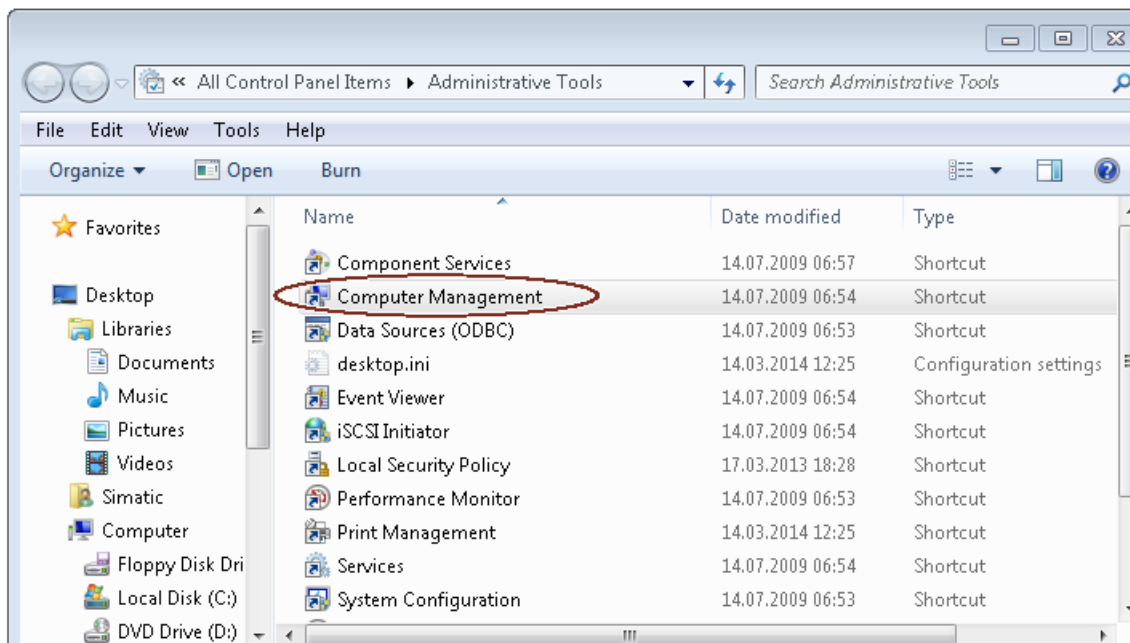 « All Control Panel Items ▸ Administrative Tools Search Administrative Tools
File Edit View Tools Help
Organize Open Burn
Name Date modified Type
Favorites
Desktop
Libraries
Documents
Music
Pictures
Videos
Simatic
Computer
Floppy Disk Dri
Local Disk (C:)
DVD Drive (D:)
Component Services 14.07.2009 06:57 Shortcut
Computer Management 14.07.2009 06:54 Shortcut
Data Sources (ODBC) 14.07.2009 06:53 Shortcut
desktop.ini 14.03.2014 12:25 Configuration settings
Event Viewer 14.07.2009 06:54 Shortcut
iSCSI Initiator 14.07.2009 06:54 Shortcut
Local Security Policy 17.03.2013 18:28 Shortcut
Performance Monitor 14.07.2009 06:53 Shortcut
Print Management 14.03.2014 12:25 Shortcut
Services 14.07.2009 06:54 Shortcut
System Configuration 14.07.2009 06:53 Shortcut